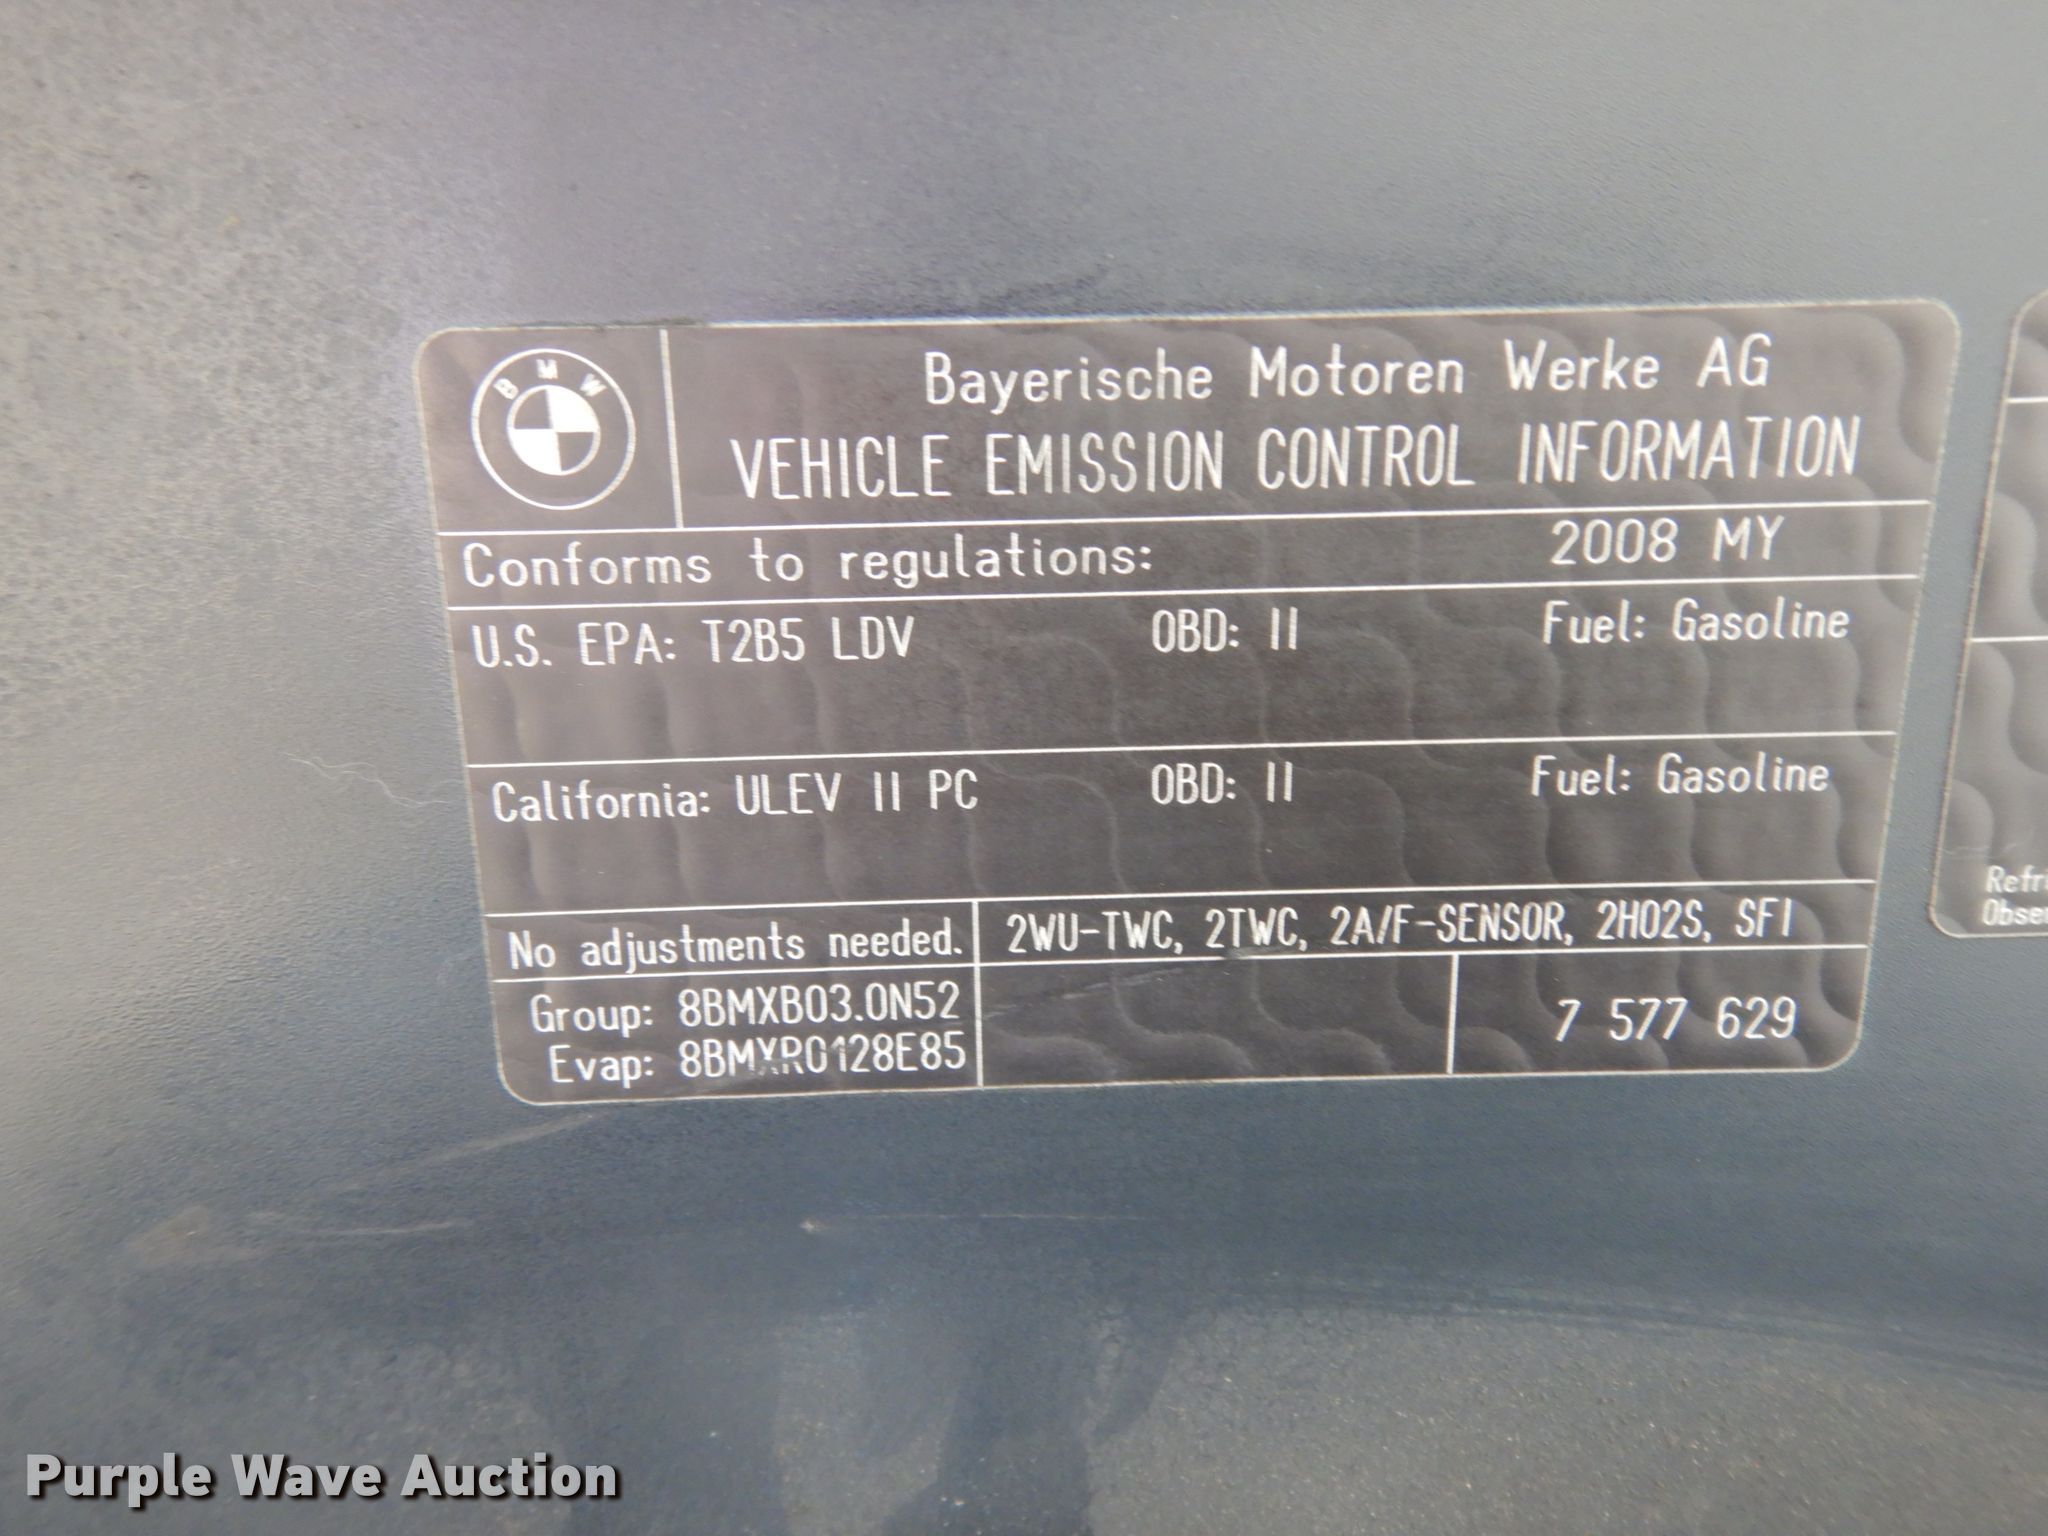 BMW
Bayerische Motoren Werke AG
VEHICLE EMISSION CONTROL INFORMATION
Conforms to regulations: 2008 MY
U.S. EPA: T2B5 LDV OBD: II Fuel: Gasoline
California: ULEV II PC OBD: II Fuel: Gasoline
No adjustments needed. 2WU-TWC, 2TWC, 2A/F-SENSOR, 2HO2S, SFI
Group: 8BMXB03.0N52
Evap: 8BMXR0128E85
7 577 629
Refri
Obser
Purple Wave Auction